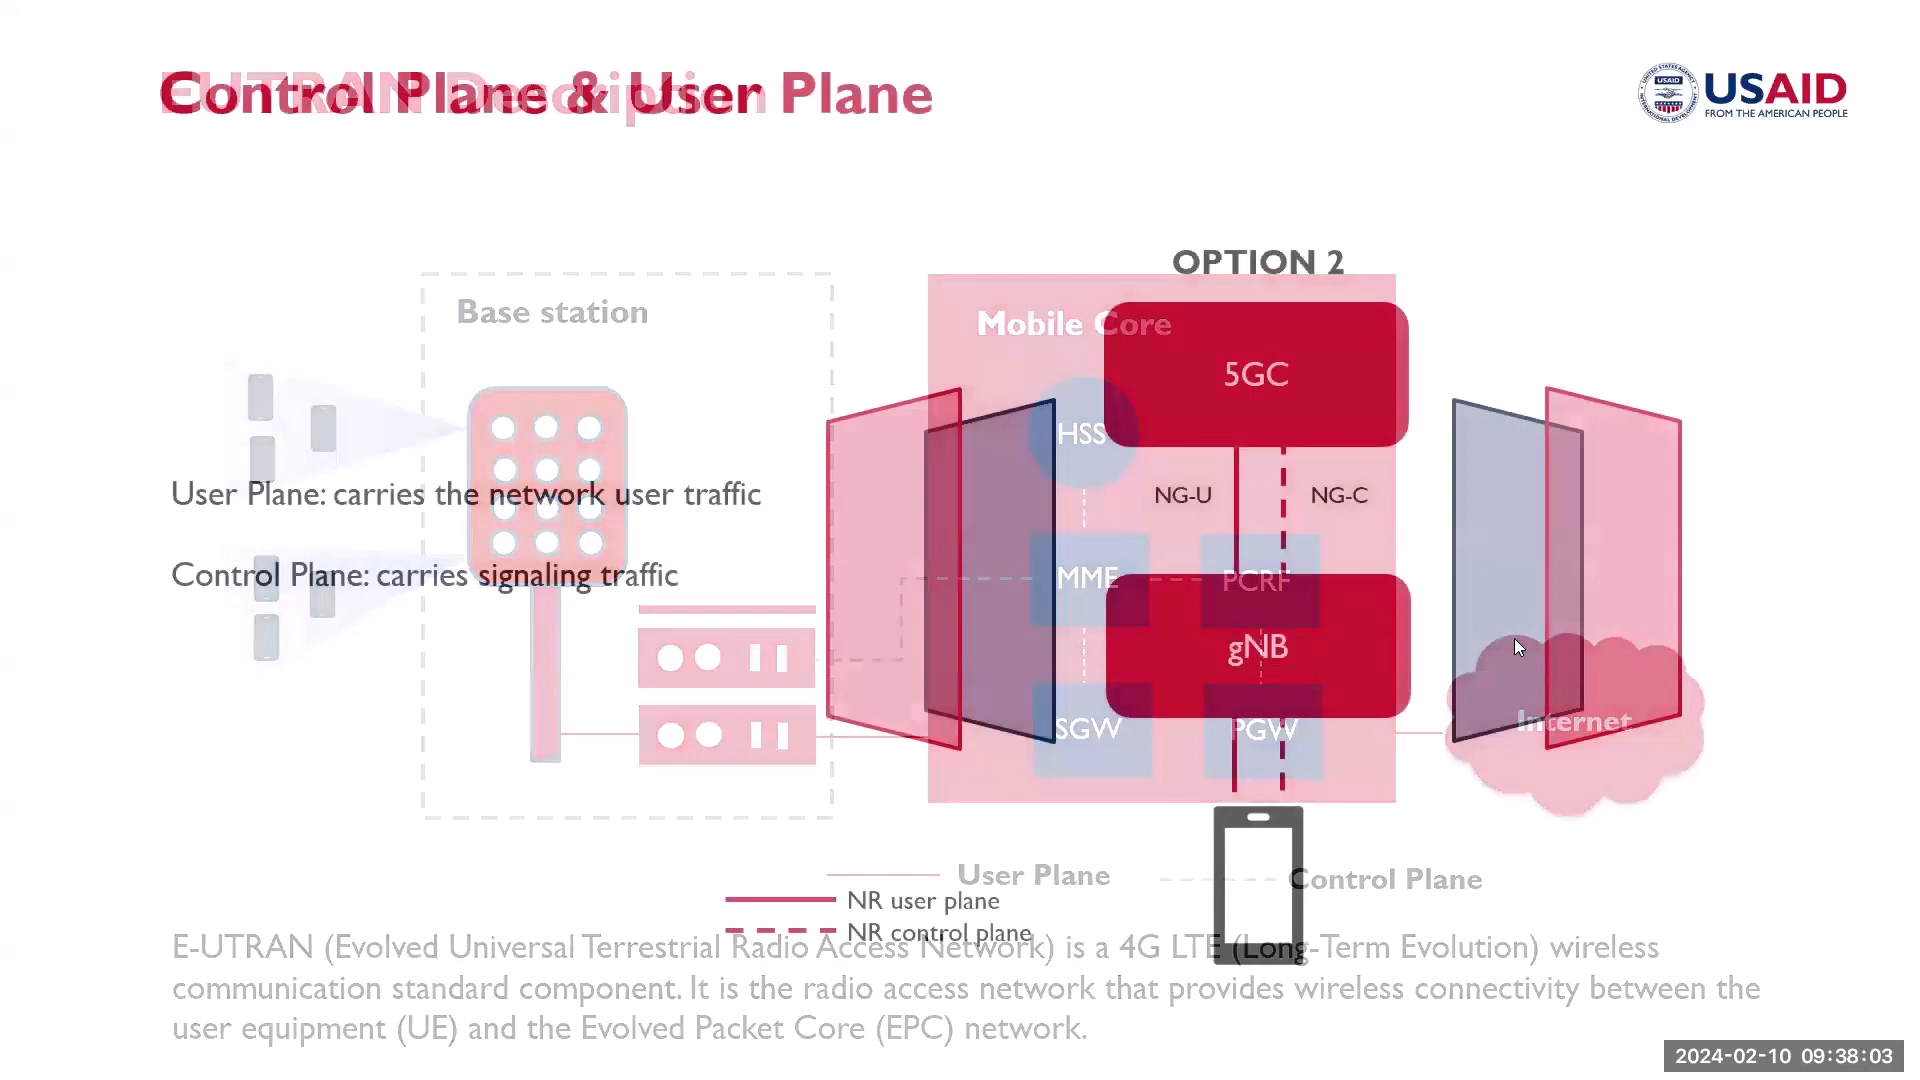 Control Plane & User Plane
EUTRAN Description
USAID
FROM THE AMERICAN PEOPLE
OPTION 2
Base station
Mobile Core
5GC
HSS
NG-U
NG-C
User Plane: carries the network user traffic
Control Plane: carries signaling traffic
MME
PCRF
gNB
SGW
PGW
Internet
User Plane
Control Plane
NR user plane
NR control plane
E-UTRAN (Evolved Universal Terrestrial Radio Access Network) is a 4G LTE (Long-Term Evolution) wireless
communication standard component. It is the radio access network that provides wireless connectivity between the
user equipment (UE) and the Evolved Packet Core (EPC) network.
2024-02-10 09:38:03